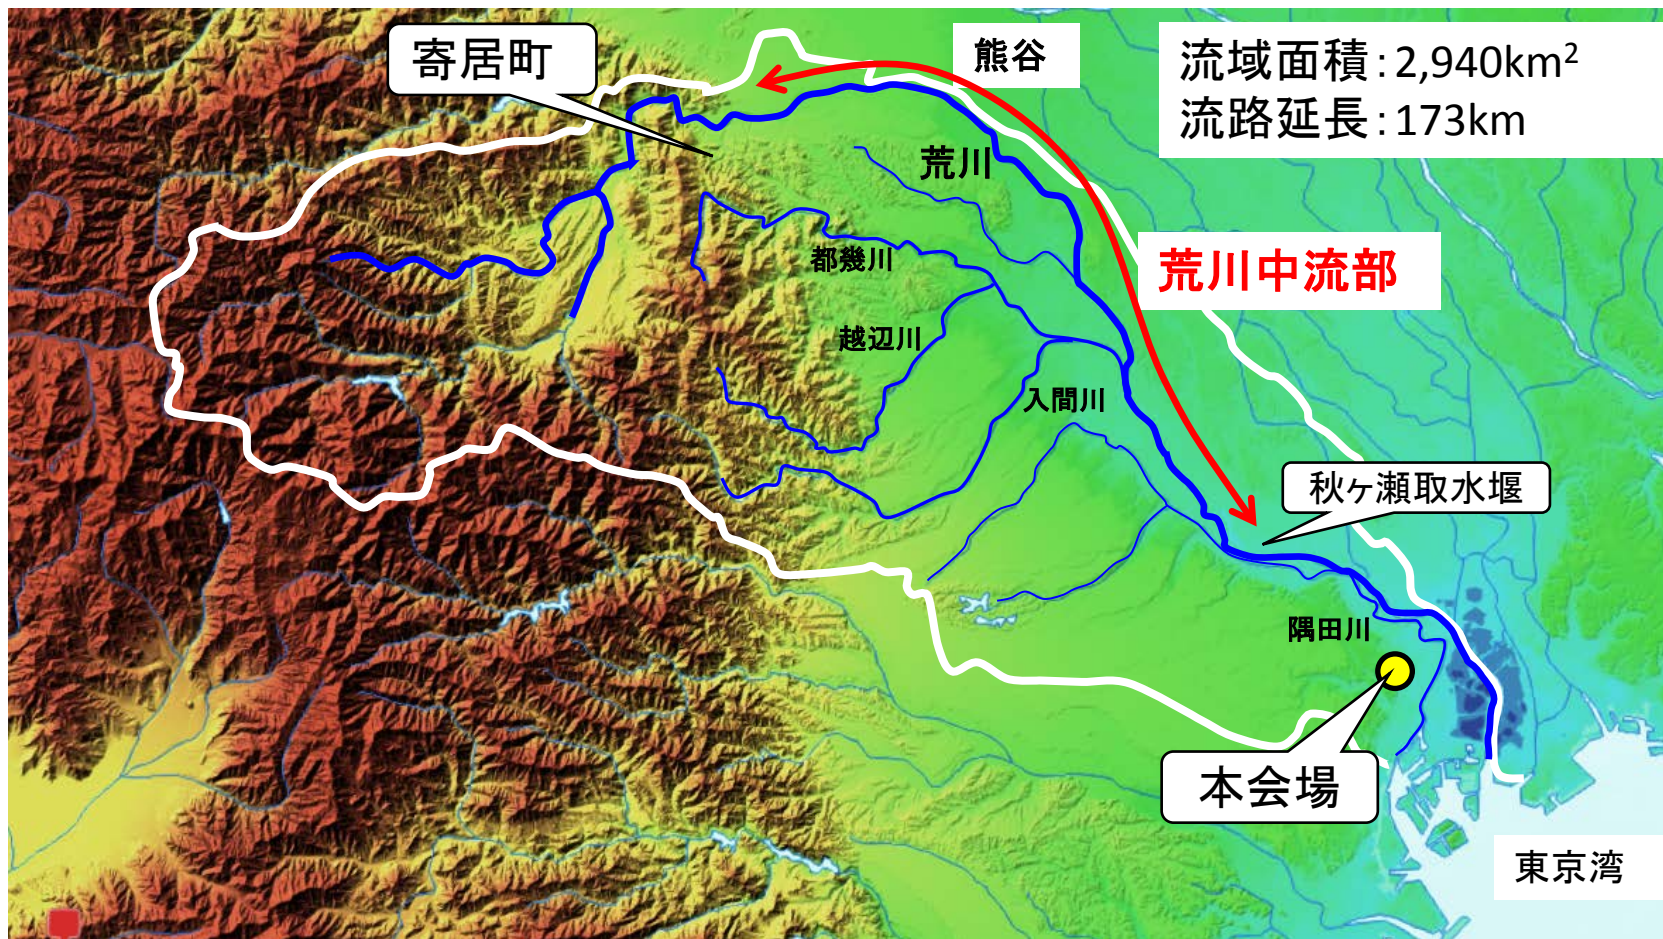 寄居町
熊谷
流域面積：2,940km²
流路延長：173km
荒川
都幾川
荒川中流部
越辺川
入間川
秋ヶ瀬取水堰
隅田川
本会場
東京湾